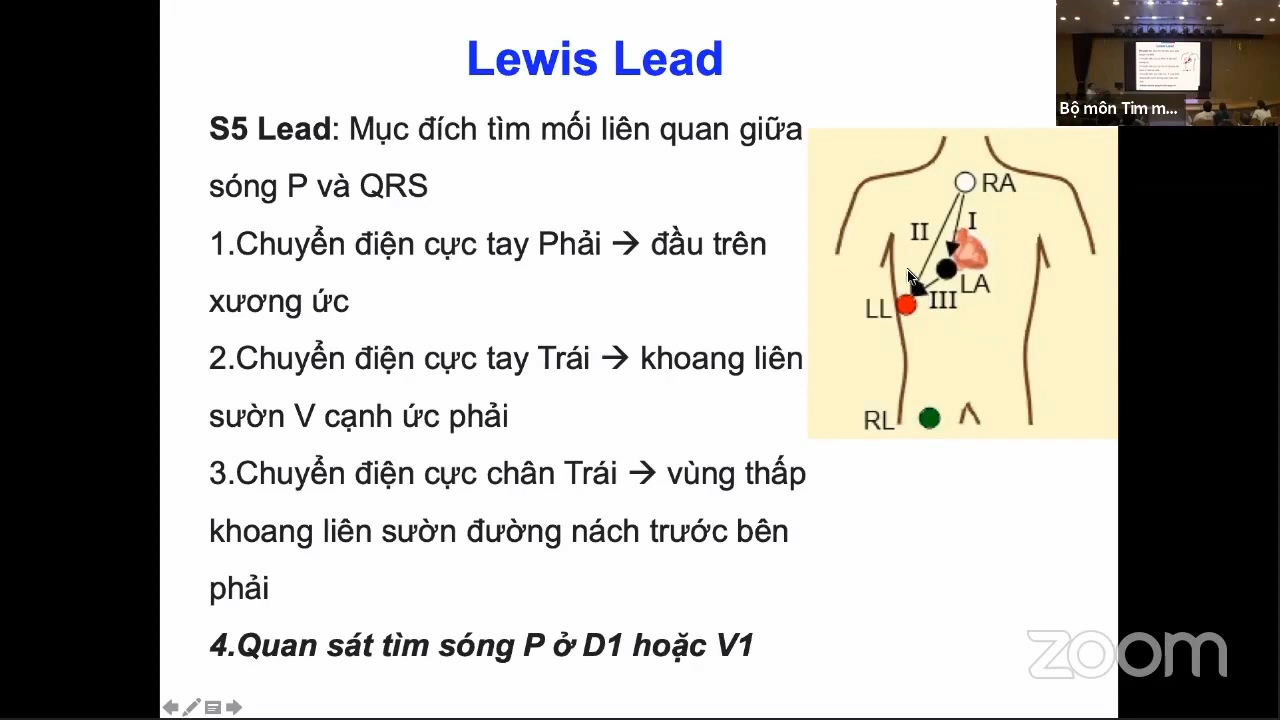 Lewis Lead
Bộ môn Tim m...
S5 Lead: Mục đích tìm mối liên quan giữa
sóng P và QRS
1.Chuyển điện cực tay Phải → đầu trên
xương ức
2.Chuyển điện cực tay Trái → khoang liên
sườn V cạnh ức phải
3.Chuyển điện cực chân Trái → vùng thấp
khoang liên sườn đường nách trước bên
phải
4.Quan sát tìm sóng P ở D1 hoặc V1
RA
I
II
LA
III
LL
RL
zoom